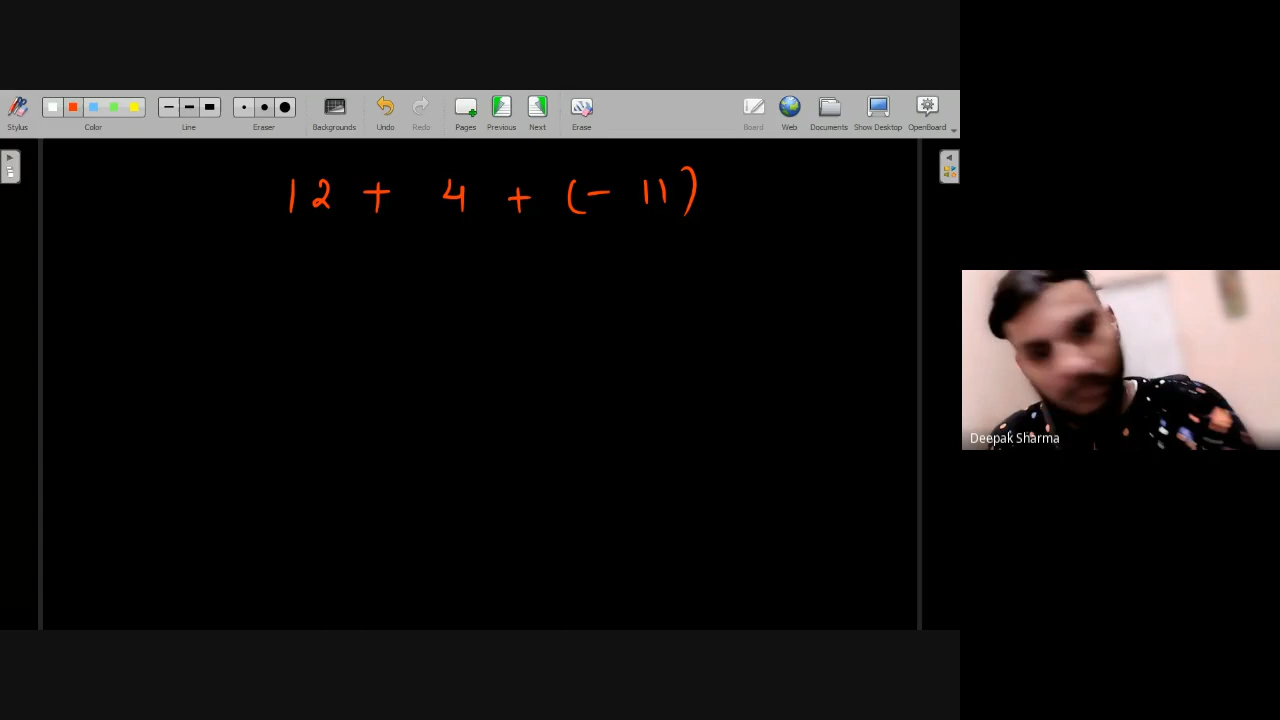 Stylus
Color
Line
Eraser
Backgrounds
Undo
Redo
Pages
Previous
Next
Erase
Board
Web
Documents
Show Desktop
OpenBoard
12 + 4 + (- 11)
Deepak Sharma